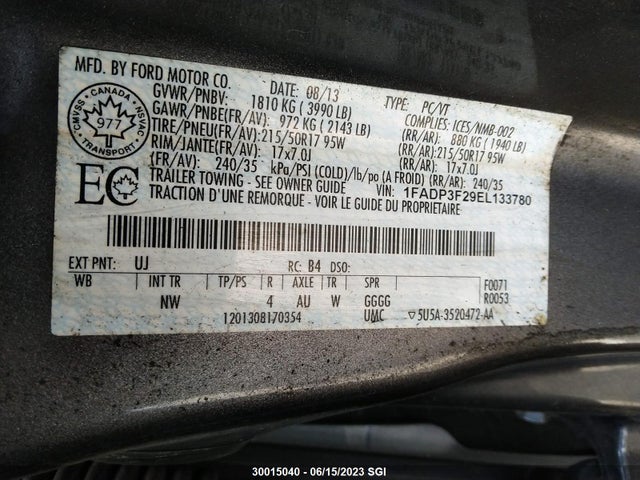 MFD. BY FORD MOTOR CO.
DATE: 08/13
TYPE: PC/VT
GVWR/PNBV: 1810 KG ( 3990 LB)
COMPLIES: ICES/NMB-002
GAWR/PNBE(FR/AV): 972 KG ( 2143 LB)
(RR/AR): 880 KG ( 1940 LB)
TIRE/PNEU(FR/AV):215/50R17 95W
(RR/AR):215/50R17 95W
RIM/JANTE(FR/AV): 17x7.0J
(RR/AR): 17x7.0J
(FR/AV): 240/35 kPa/PSI (COLD)/lb/po (A FROID) (RR/AR): 240/35
TRAILER TOWING - SEE OWNER GUIDE
VIN: 1FADP3F29EL133780
TRACTION D'UNE REMORQUE - VOIR LE GUIDE DU PROPRIETAIRE
CANADA
CMVSS
NSVAC
977
TRANSPORT
EC
EXT PNT: UJ RC: B4 DSO:
WB INT TR TP/PS R AXLE TR SPR F0071
NW 4 AU W GGGG R0053
1201308170354 UMC ▽5U5A-3520472-AA
30015040 - 06/15/2023 SGI